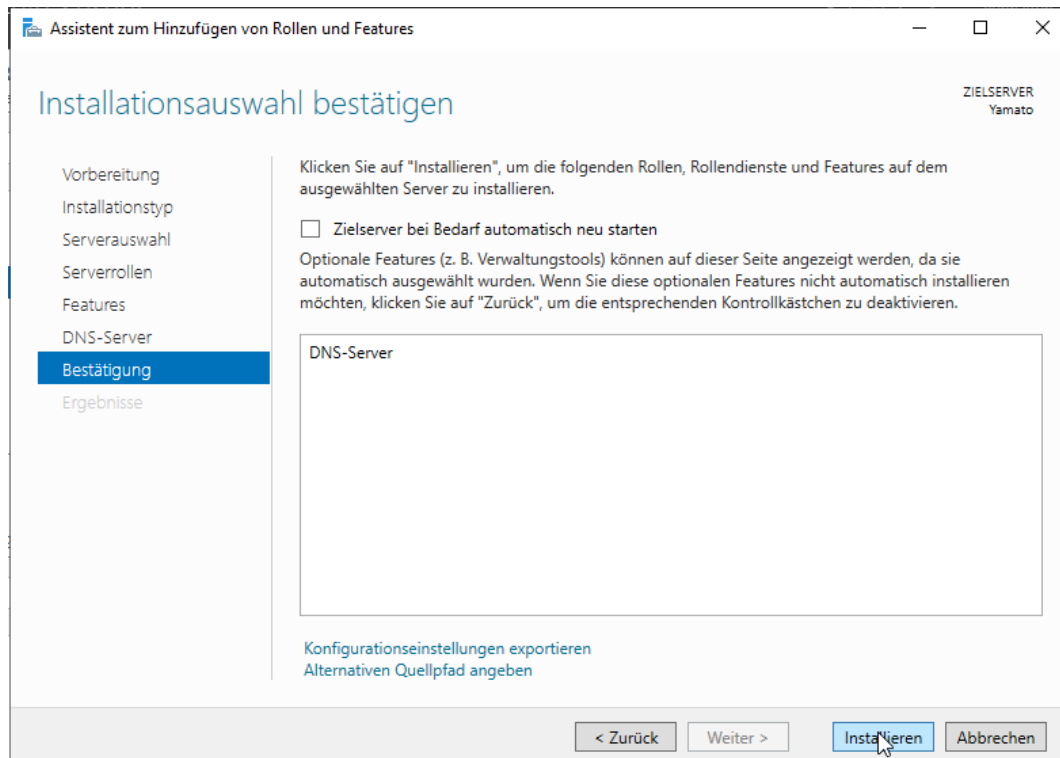 Assistent zum Hinzufügen von Rollen und Features
Installationsauswahl bestätigen
ZIELSERVER
Yamato
Vorbereitung
Installationstyp
Serverauswahl
Serverrollen
Features
DNS-Server
Bestätigung
Ergebnisse
Klicken Sie auf "Installieren", um die folgenden Rollen, Rollendienste und Features auf dem
ausgewählten Server zu installieren.
Zielserver bei Bedarf automatisch neu starten
Optionale Features (z. B. Verwaltungstools) können auf dieser Seite angezeigt werden, da sie
automatisch ausgewählt wurden. Wenn Sie diese optionalen Features nicht automatisch installieren
möchten, klicken Sie auf "Zurück", um die entsprechenden Kontrollkästchen zu deaktivieren.
DNS-Server
Konfigurationseinstellungen exportieren
Alternativen Quellpfad angeben
< Zurück
Weiter >
Installieren
Abbrechen